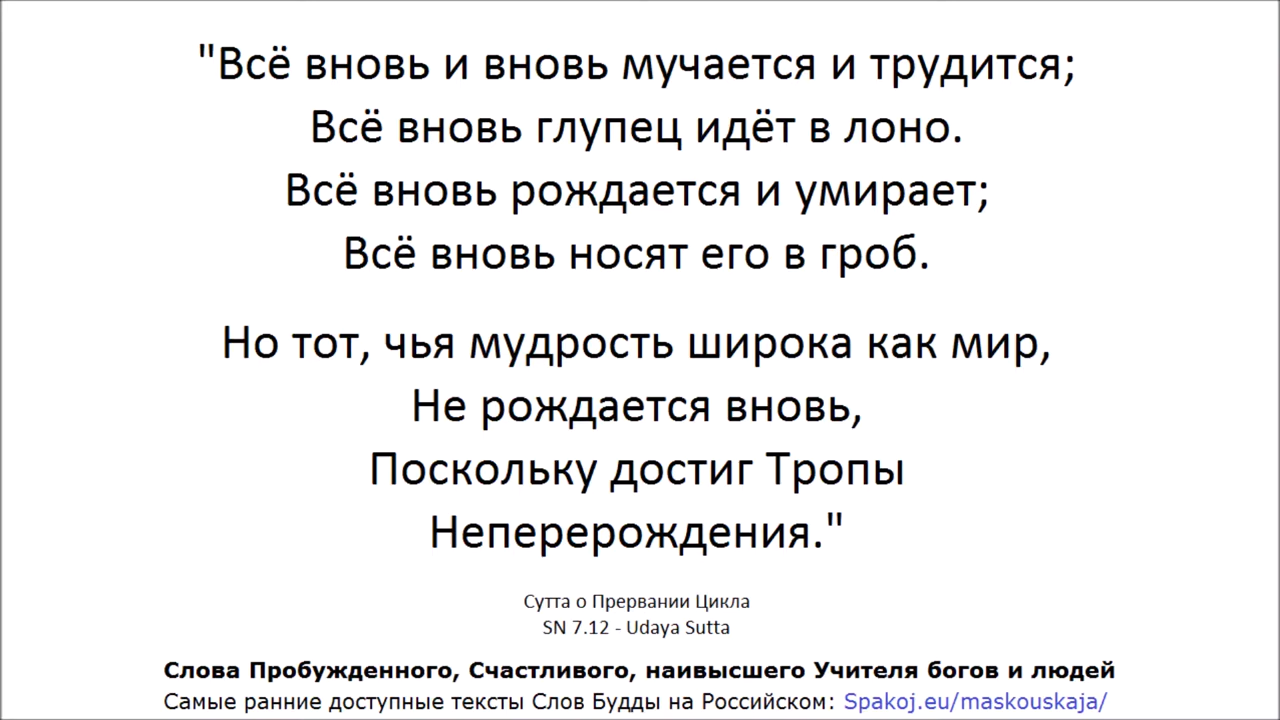 "Всё вновь и вновь мучается и трудится;
Всё вновь глупец идёт в лоно.
Всё вновь рождается и умирает;
Всё вновь носят его в гроб.
Но тот, чья мудрость широка как мир,
Не рождается вновь,
Поскольку достиг Тропы
Неперерождения."
Сутта о Прервании Цикла
SN 7.12 - Udaya Sutta
Слова Пробужденного, Счастливого, наивысшего Учителя богов и людей
Самые ранние доступные тексты Слов Будды на Российском: Spakoj.eu/maskouskaja/